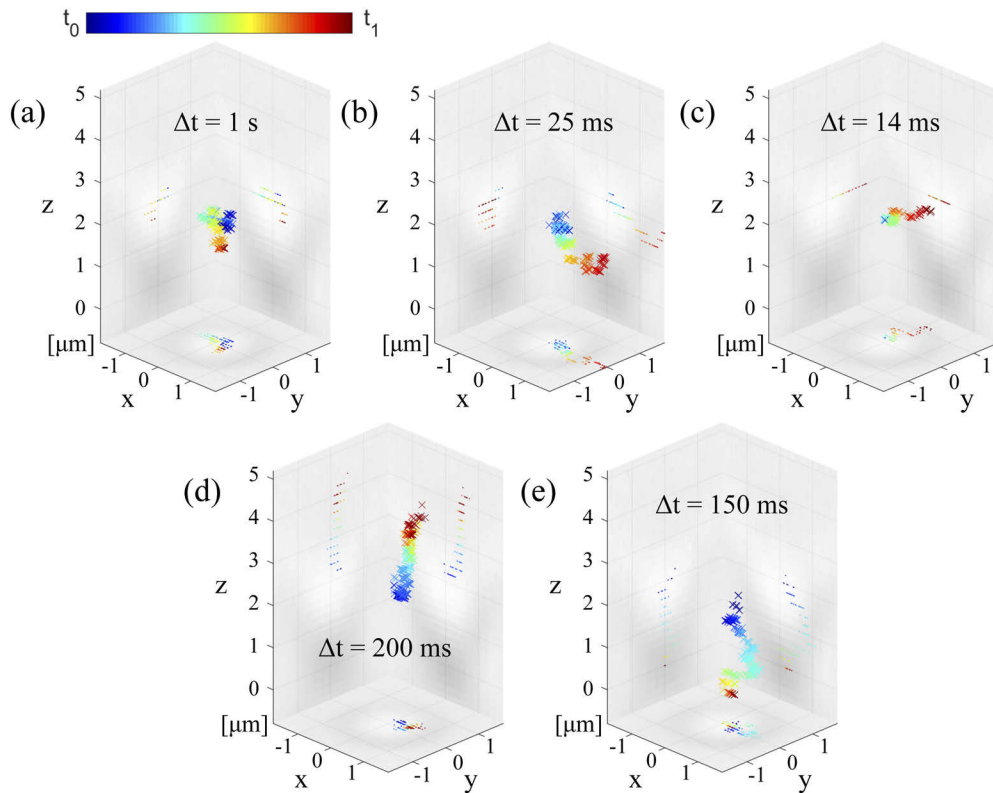 t0 t1
(a) (b) (c)
Δt = 1 s Δt = 25 ms Δt = 14 ms
5 5 5
4 4 4
3 3 3
z z z
2 2 2
1 1 1
0 0 0
[μm] [μm] [μm]
-1 0 1 -1 0 1 -1 0 1 -1 0 1 -1 0 1 -1 0 1
x y x y x y
(d) (e)
Δt = 200 ms Δt = 150 ms
5 5
4 4
3 3
z z
2 2
1 1
0 0
[μm] [μm]
-1 0 1 -1 0 1 -1 0 1 -1 0 1
x y x y